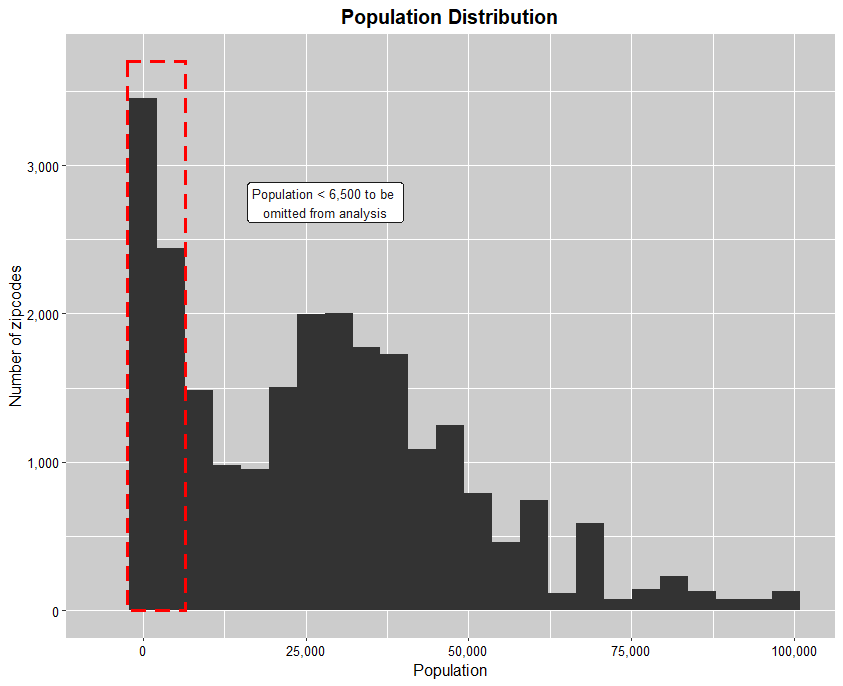 Population Distribution
Population < 6,500 to be
omitted from analysis
Number of zipcodes
3,000
2,000
1,000
0
0
25,000
50,000
75,000
100,000
Population